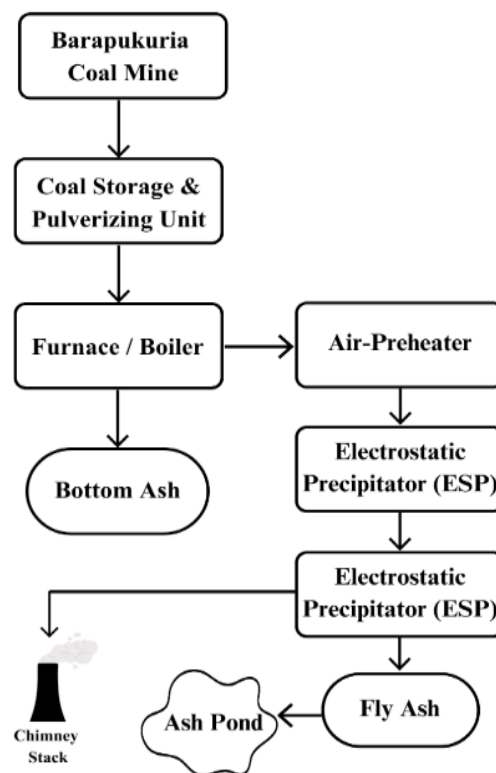 Barapukuria
Coal Mine
Coal Storage &
Pulverizing Unit
Furnace / Boiler
Air-Preheater
Bottom Ash
Electrostatic
Precipitator (ESP)
Electrostatic
Precipitator (ESP)
Chimney
Stack
Ash Pond
Fly Ash